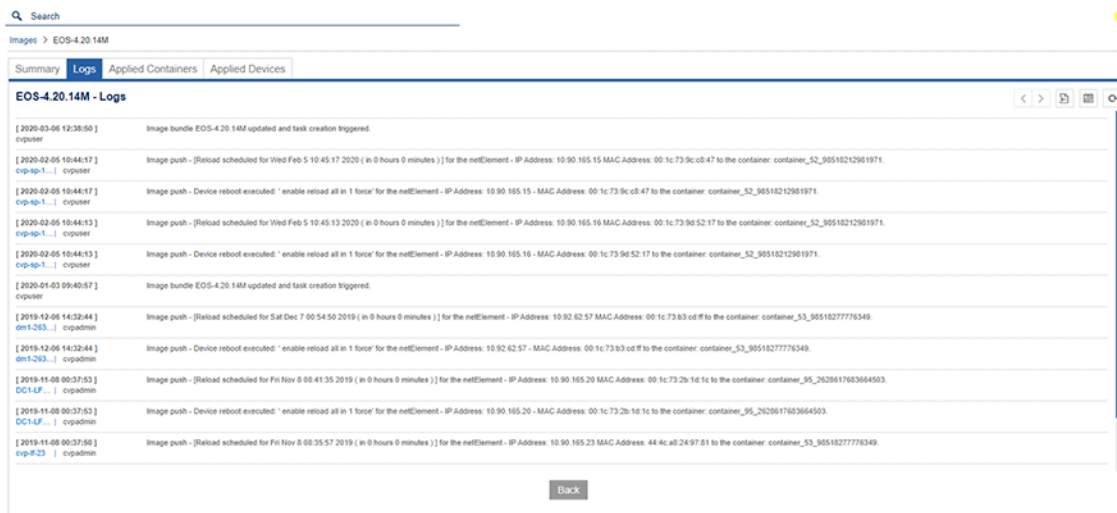 Search
Images > EOS-4.20.14M
Summary Logs Applied Containers Applied Devices
EOS-4.20.14M - Logs
[ 2020-03-06 12:38:50 ] Image bundle EOS-4.20.14M updated and task creation triggered.
cvpuser
[ 2020-02-05 10:44:17 ] Image push - [Reload scheduled for Wed Feb 5 10:45:17 2020 ( in 0 hours 0 minutes ) ] for the netElement - IP Address: 10.90.165.15 MAC Address: 00:1c:73:9c:c8:47 to the container: container_52_98518212981971.
cvp-sp-1...| cvpuser
[ 2020-02-05 10:44:17 ] Image push - Device reboot executed: ' enable reload all in 1 force' for the netElement - IP Address: 10.90.165.15 - MAC Address: 00:1c:73:9c:c8:47 to the container: container_52_98518212981971.
cvp-sp-1...| cvpuser
[ 2020-02-05 10:44:13 ] Image push - [Reload scheduled for Wed Feb 5 10:45:13 2020 ( in 0 hours 0 minutes ) ] for the netElement - IP Address: 10.90.165.16 MAC Address: 00:1c:73:9d:52:17 to the container: container_52_98518212981971.
cvp-sp-1...| cvpuser
[ 2020-02-05 10:44:13 ] Image push - Device reboot executed: ' enable reload all in 1 force' for the netElement - IP Address: 10.90.165.16 - MAC Address: 00:1c:73:9d:52:17 to the container: container_52_98518212981971.
cvp-sp-1...| cvpuser
[ 2020-01-03 09:40:57 ] Image bundle EOS-4.20.14M updated and task creation triggered.
cvpuser
[ 2019-12-06 14:32:44 ] Image push - [Reload scheduled for Sat Dec 7 00:54:50 2019 ( in 0 hours 0 minutes ) ] for the netElement - IP Address: 10.92.62.57 MAC Address: 00:1c:73:b3:cd:ff to the container: container_53_98518277776349.
dm1-263...| cvpadmin
[ 2019-12-06 14:32:44 ] Image push - Device reboot executed: ' enable reload all in 1 force' for the netElement - IP Address: 10.92.62.57 - MAC Address: 00:1c:73:b3:cd:ff to the container: container_53_98518277776349.
dm1-263...| cvpadmin
[ 2019-11-08 00:37:53 ] Image push - [Reload scheduled for Fri Nov 8 08:41:35 2019 ( in 0 hours 0 minutes ) ] for the netElement - IP Address: 10.90.165.20 MAC Address: 00:1c:73:2b:1d:1c to the container: container_95_2628617683664503.
DC1-LF... | cvpadmin
[ 2019-11-08 00:37:53 ] Image push - Device reboot executed: ' enable reload all in 1 force' for the netElement - IP Address: 10.90.165.20 - MAC Address: 00:1c:73:2b:1d:1c to the container: container_95_2628617683664503.
DC1-LF... | cvpadmin
[ 2019-11-08 00:37:50 ] Image push - [Reload scheduled for Fri Nov 8 08:35:57 2019 ( in 0 hours 0 minutes ) ] for the netElement - IP Address: 10.90.165.23 MAC Address: 44:4c:a8:24:97:81 to the container: container_53_98518277776349.
cvp-lf-23 | cvpadmin
Back